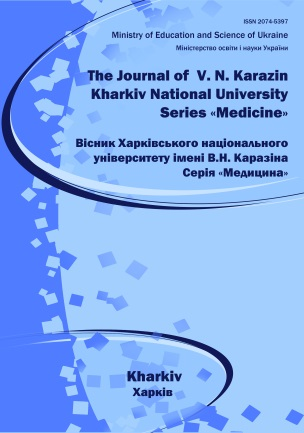 ISSN 2074-5397
Ministry of Education and Science of Ukraine
Міністерство освіти і науки України
The Journal of V. N. Karazin
Kharkiv National University
Series «Medicine»
Вісник Харківського національного
університету імені В.Н. Каразіна
Серія «Медицина»
Kharkiv
Харків